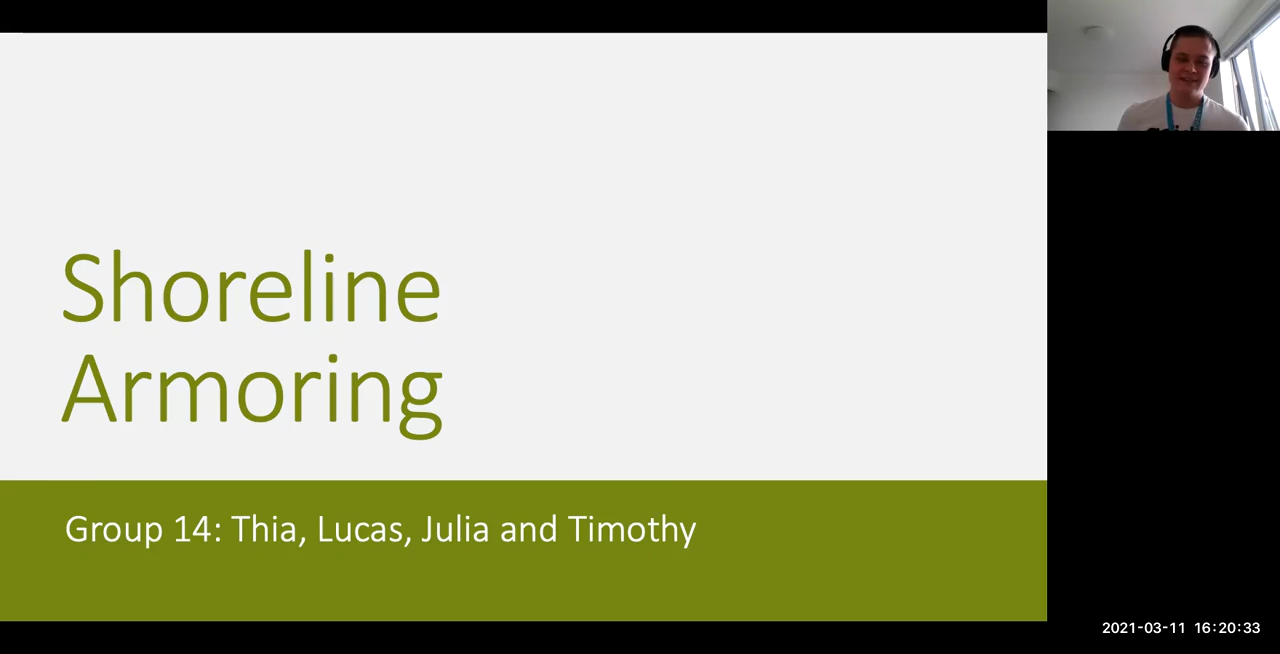 Shoreline
Armoring
Group 14: Thia, Lucas, Julia and Timothy
2021-03-11 16:20:33